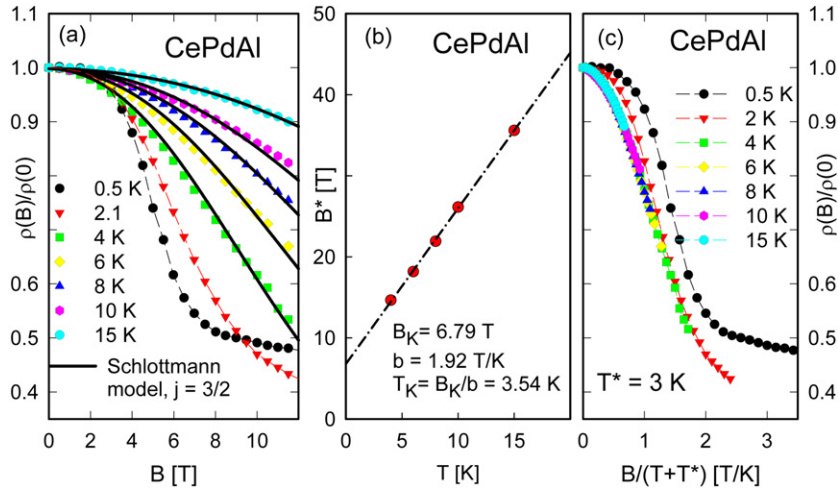 (a)
CePdAl
1.0
0.9
0.8
0.7
0.6
0.5
0.4
ρ(B)/ρ(0)
0.5 K
2.1
4 K
6 K
8 K
10 K
15 K
Schlottmann
model, j = 3/2
0 2 4 6 8 10
B [T]
(b)
CePdAl
50
40
30
20
10
0
B* [T]
B_K= 6.79 T
b = 1.92 T/K
T_K= B_K/b = 3.54 K
0 5 10 15
T [K]
(c)
CePdAl
0.5 K
2 K
4 K
6 K
8 K
10 K
15 K
T* = 3 K
0 1 2 3
B/(T+T*) [T/K]
1.0
0.9
0.8
0.7
0.6
0.5
0.4
ρ(B)/ρ(0)